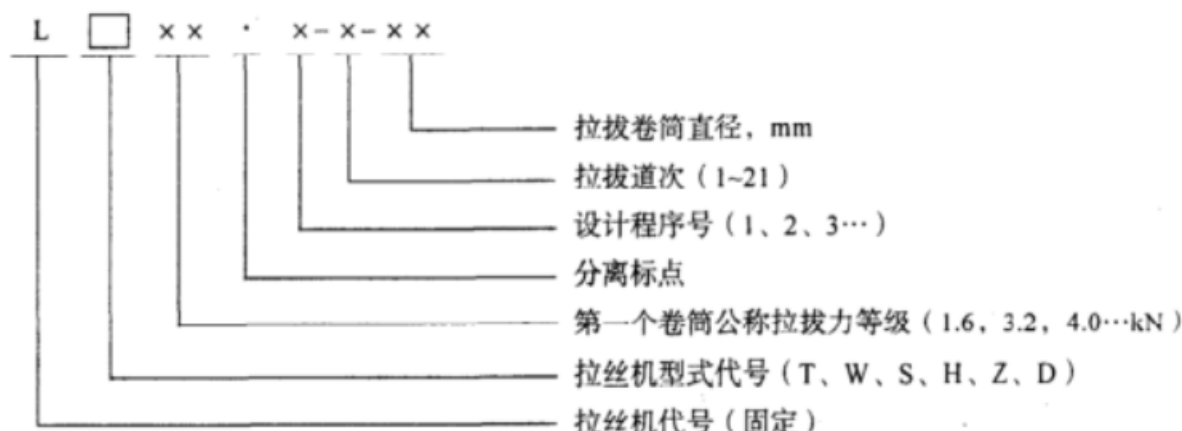 L □ ×× · ×-×-××
拉拔卷筒直径，mm
拉拔道次（1~21）
设计程序号（1、2、3…）
分离标点
第一个卷筒公称拉拔力等级（1.6，3.2，4.0…kN）
拉丝机型式代号（T、W、S、H、Z、D）
拉丝机代号（固定）